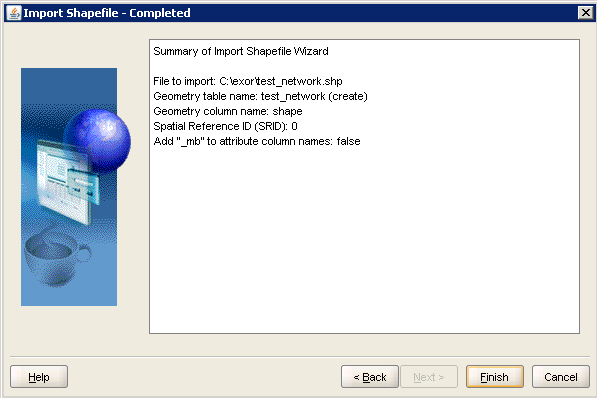 Import Shapefile - Completed
Summary of Import Shapefile Wizard
File to import: C:\exor\test_network.shp
Geometry table name: test_network (create)
Geometry column name: shape
Spatial Reference ID (SRID): 0
Add "_mb" to attribute column names: false
Help < Back Next > Finish Cancel